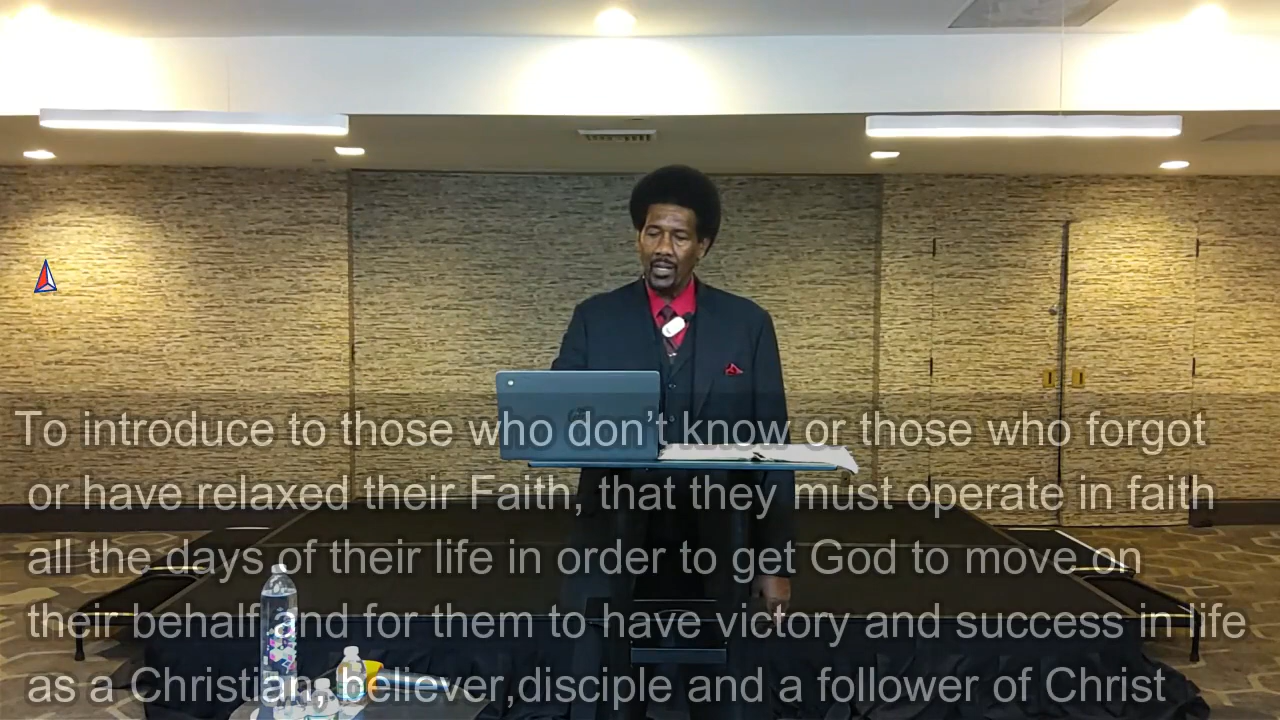 To introduce to those who don’t know or those who forgot
or have relaxed their Faith, that they must operate in faith
all the days of their life in order to get God to move on
their behalf and for them to have victory and success in life
as a Christian, believer,disciple and a follower of Christ